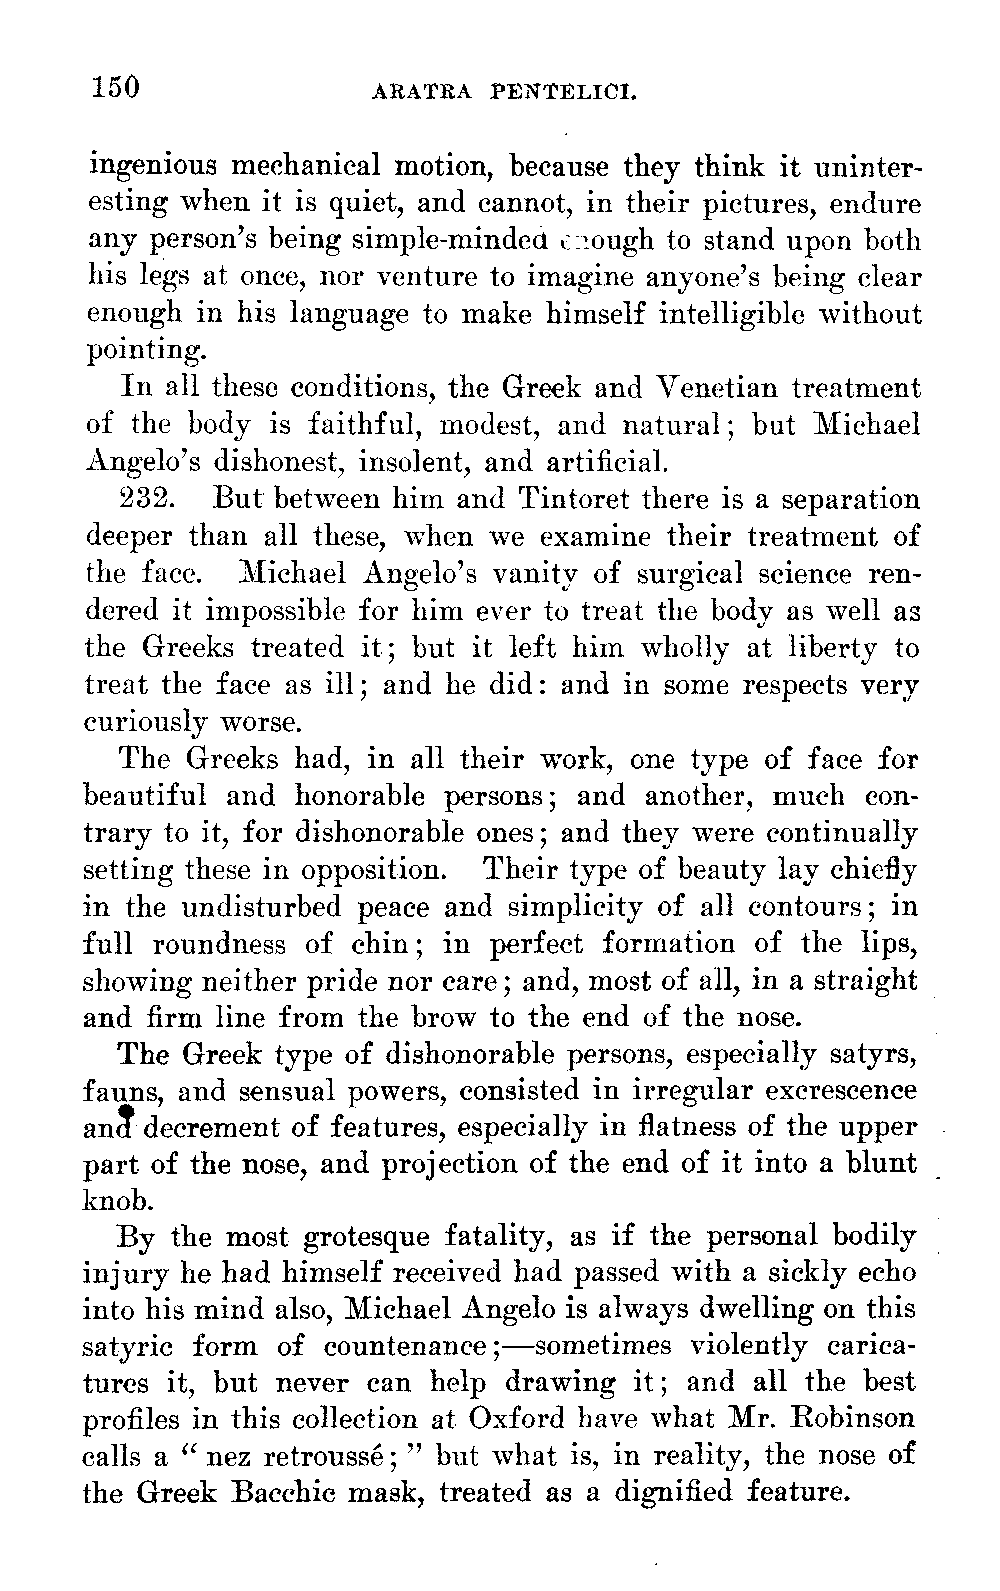 150 ARATRA PENTELICI.
ingenious mechanical motion, because they think it uninter-
esting when it is quiet, and cannot, in their pictures, endure
any person's being simple-minded enough to stand upon both
his legs at once, nor venture to imagine anyone's being clear
enough in his language to make himself intelligible without
pointing.
In all these conditions, the Greek and Venetian treatment
of the body is faithful, modest, and natural; but Michael
Angelo's dishonest, insolent, and artificial.
232. But between him and Tintoret there is a separation
deeper than all these, when we examine their treatment of
the face. Michael Angelo's vanity of surgical science ren-
dered it impossible for him ever to treat the body as well as
the Greeks treated it; but it left him wholly at liberty to
treat the face as ill; and he did: and in some respects very
curiously worse.
The Greeks had, in all their work, one type of face for
beautiful and honorable persons; and another, much con-
trary to it, for dishonorable ones; and they were continually
setting these in opposition. Their type of beauty lay chiefly
in the undisturbed peace and simplicity of all contours; in
full roundness of chin; in perfect formation of the lips,
showing neither pride nor care; and, most of all, in a straight
and firm line from the brow to the end of the nose.
The Greek type of dishonorable persons, especially satyrs,
fauns, and sensual powers, consisted in irregular excrescence
and decrement of features, especially in flatness of the upper
part of the nose, and projection of the end of it into a blunt
knob.
By the most grotesque fatality, as if the personal bodily
injury he had himself received had passed with a sickly echo
into his mind also, Michael Angelo is always dwelling on this
satyric form of countenance;—sometimes violently carica-
tures it, but never can help drawing it; and all the best
profiles in this collection at Oxford have what Mr. Robinson
calls a “ nez retroussé; ” but what is, in reality, the nose of
the Greek Bacchic mask, treated as a dignified feature.